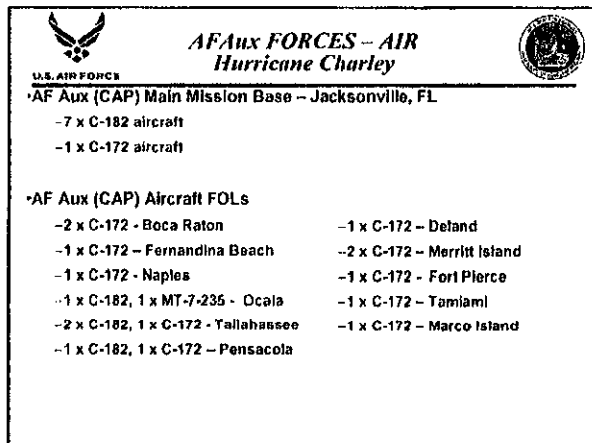 AFAux FORCES – AIR
Hurricane Charley
U.S. AIR FORCE
•AF Aux (CAP) Main Mission Base – Jacksonville, FL
–7 x C-182 aircraft
–1 x C-172 aircraft
•AF Aux (CAP) Aircraft FOLs
–2 x C-172 - Boca Raton
–1 x C-172 – Fernandina Beach
–1 x C-172 - Naples
–1 x C-182, 1 x MT-7-235 - Ocala
–2 x C-182, 1 x C-172 - Tallahassee
–1 x C-182, 1 x C-172 – Pensacola
–1 x C-172 – Deland
–2 x C-172 – Merritt Island
–1 x C-172 - Fort Pierce
–1 x C-172 – Tamiami
–1 x C-172 – Marco Island